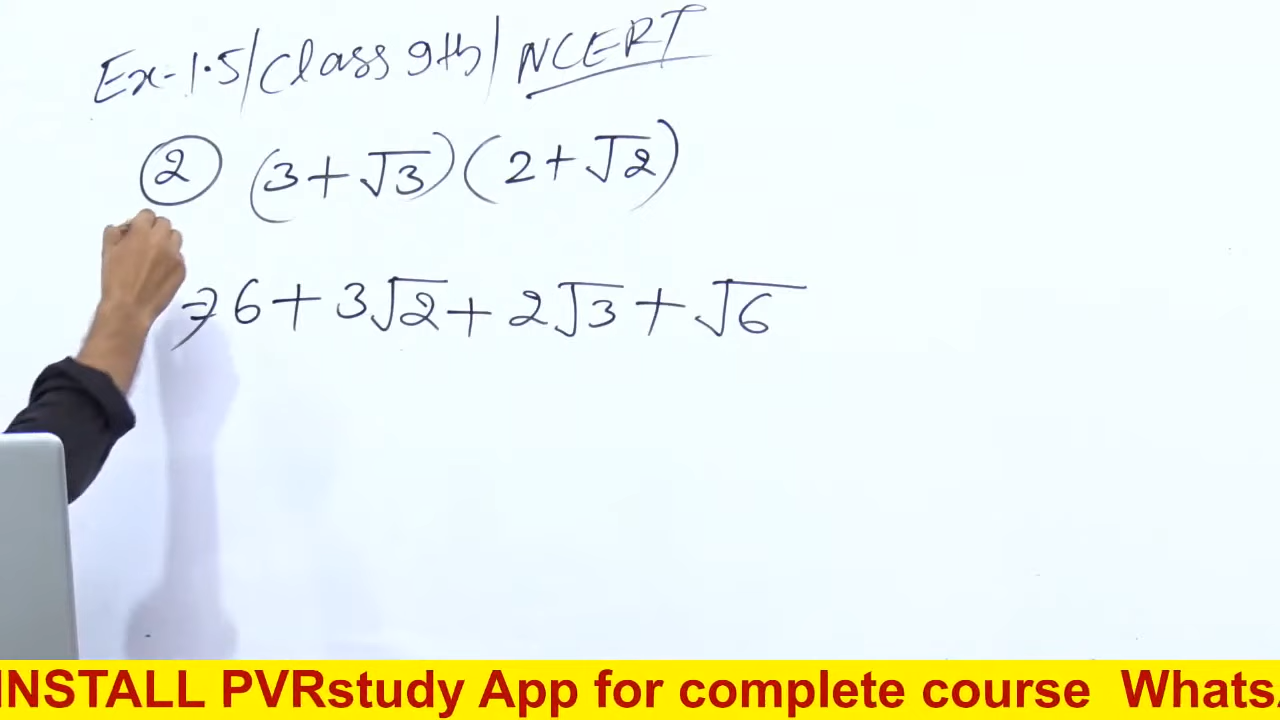 Ex-1.5/Class 9th/NCERT
② (3+√3)(2+√2)
⇒ 6+3√2+2√3+√6
INSTALL PVRstudy App for complete course Whats